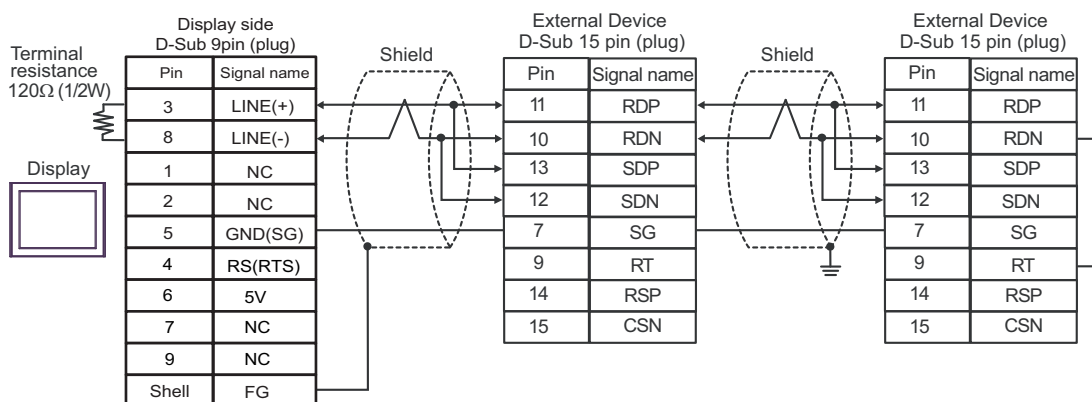 Terminal
resistance
120Ω (1/2W)
Display
Display side
D-Sub 9pin (plug)
Pin Signal name
3 LINE(+)
8 LINE(-)
1 NC
2 NC
5 GND(SG)
4 RS(RTS)
6 5V
7 NC
9 NC
Shell FG
Shield
External Device
D-Sub 15 pin (plug)
Pin Signal name
11 RDP
10 RDN
13 SDP
12 SDN
7 SG
9 RT
14 RSP
15 CSN
Shield
External Device
D-Sub 15 pin (plug)
Pin Signal name
11 RDP
10 RDN
13 SDP
12 SDN
7 SG
9 RT
14 RSP
15 CSN